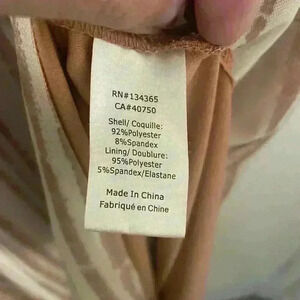 RN#134365
CA#40750
Shell/ Coquille:
92%Polyester
8%Spandex
Lining/ Doublure:
95%Polyester
5%Spandex/Elastane
Made In China
Fabriqué en Chine